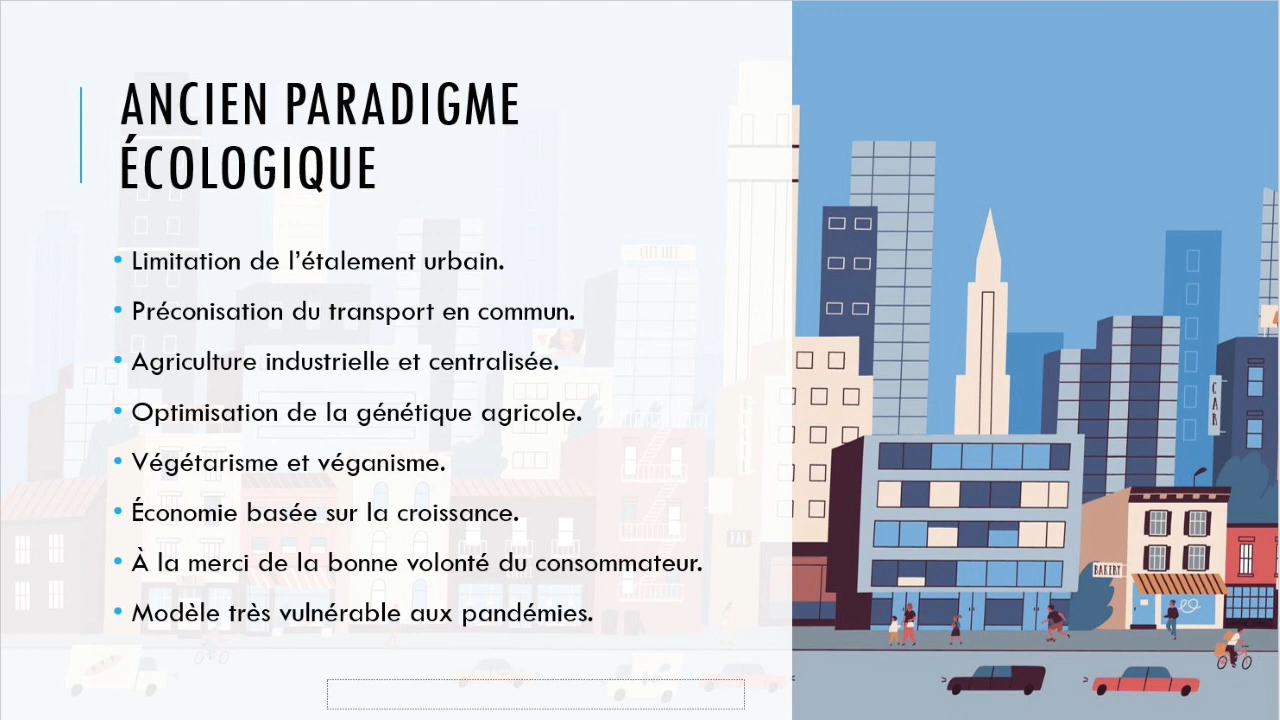 ANCIEN PARADIGME
ÉCOLOGIQUE
• Limitation de l’étalement urbain.
• Préconisation du transport en commun.
• Agriculture industrielle et centralisée.
• Optimisation de la génétique agricole.
• Végétarisme et véganisme.
• Économie basée sur la croissance.
• À la merci de la bonne volonté du consommateur.
• Modèle très vulnérable aux pandémies.
BAKERY